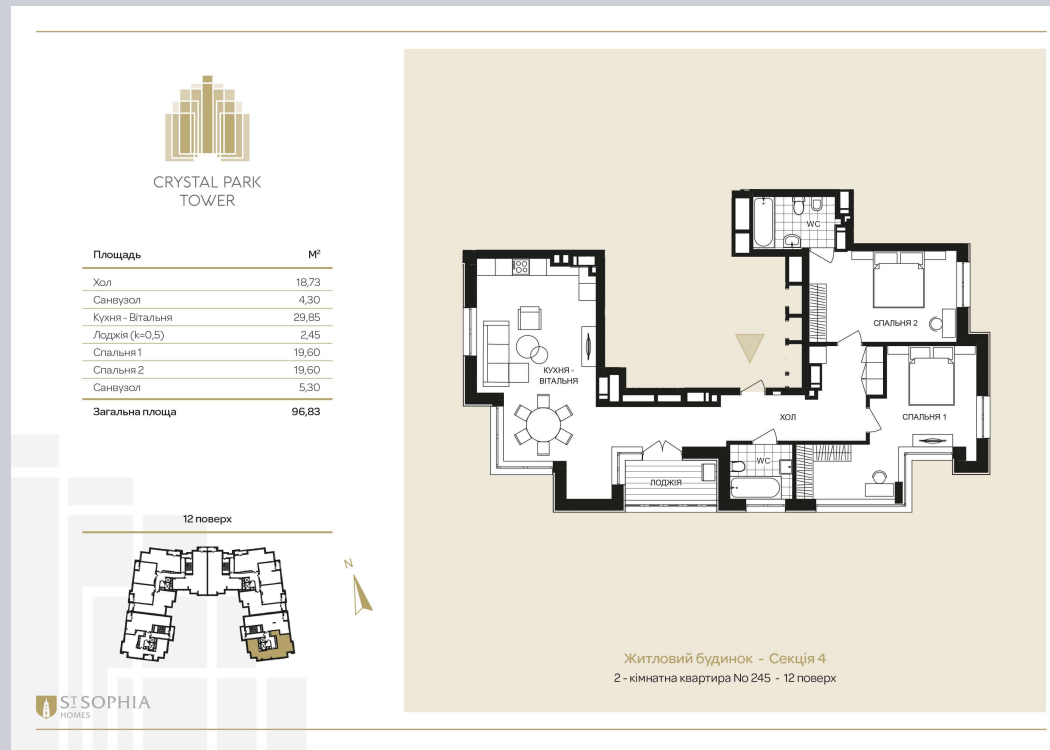 CRYSTAL PARK
TOWER
Площадь М²
Хол 18,73
Санвузол 4,30
Кухня - Вітальня 29,85
Лоджія (k=0,5) 2,45
Спальня 1 19,60
Спальня 2 19,60
Санвузол 5,30
Загальна площа 96,83
12 поверх
N
ST SOPHIA
HOMES
WC
СПАЛЬНЯ 2
КУХНЯ -
ВІТАЛЬНЯ
ХОЛ
СПАЛЬНЯ 1
WC
ЛОДЖІЯ
Житловий будинок - Секція 4
2 - кімнатна квартира No 245 - 12 поверх